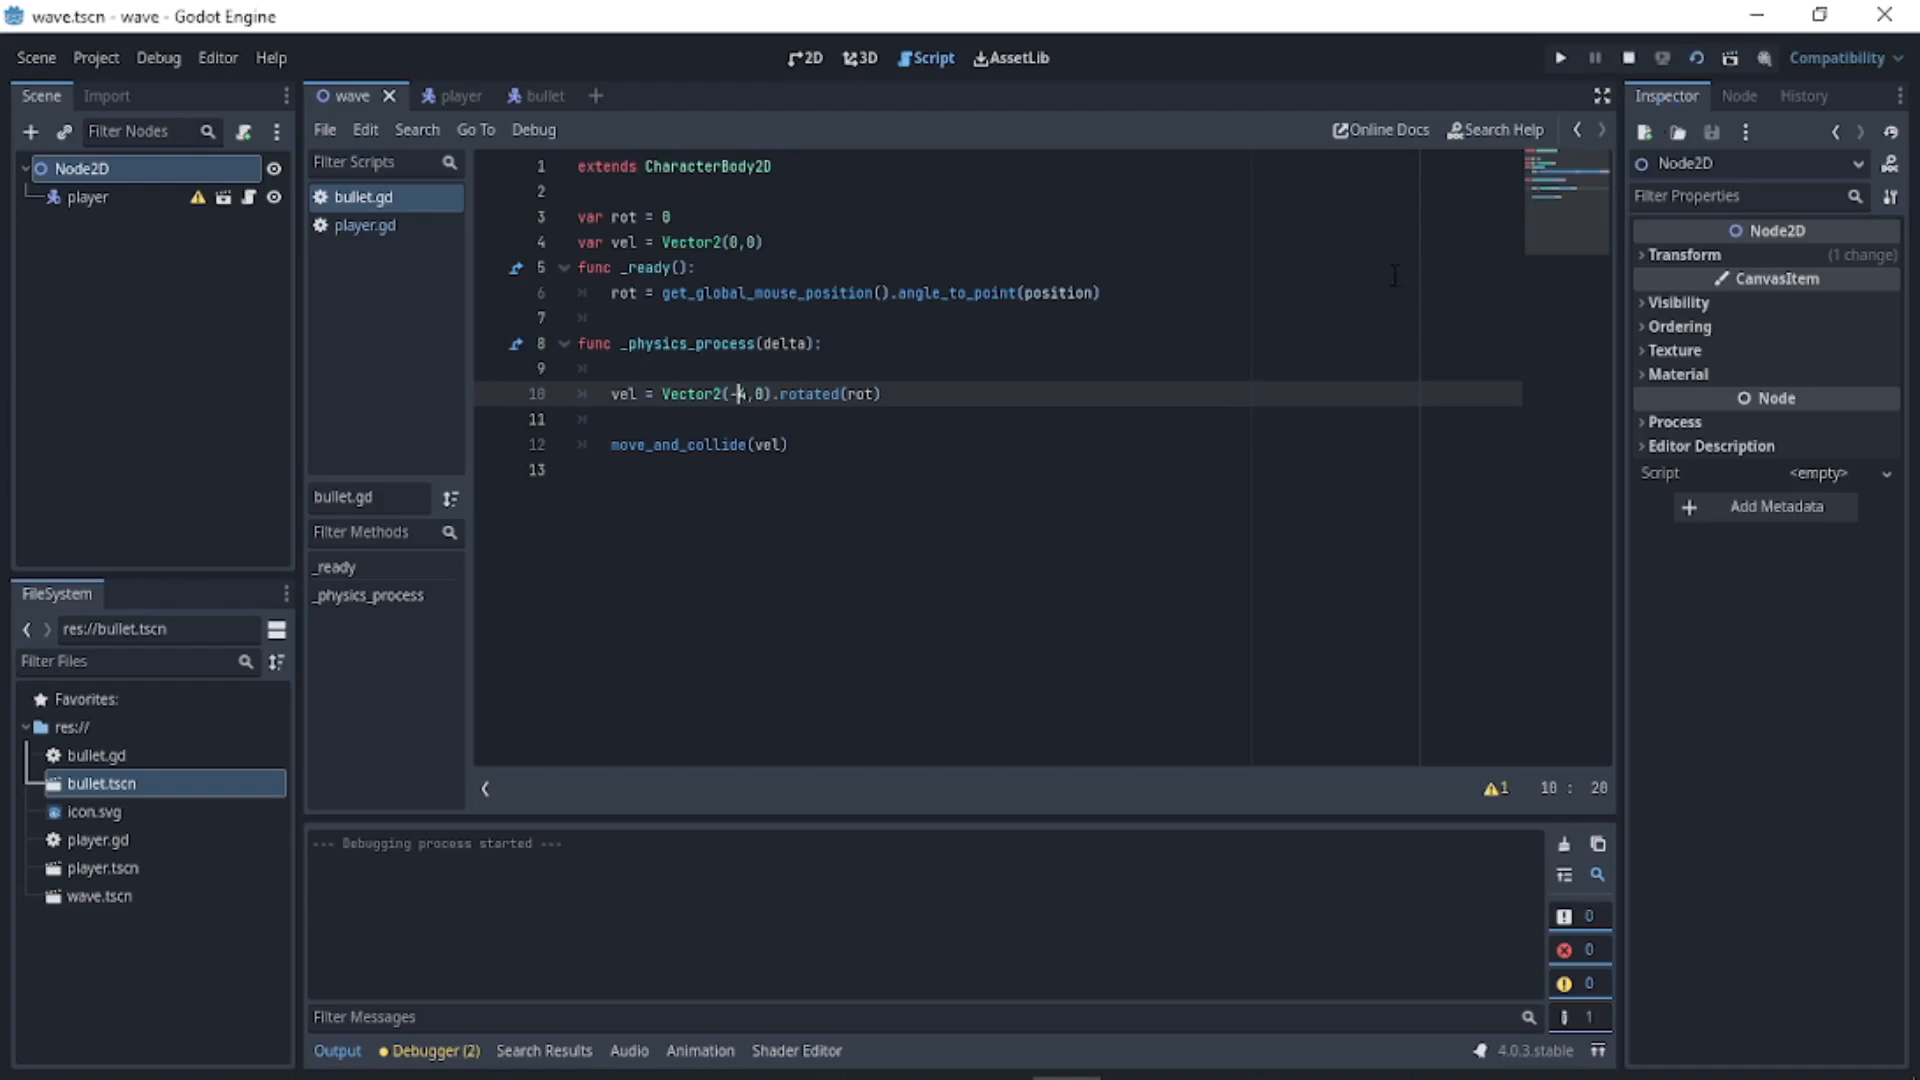 wave.tscn - wave - Godot Engine
Scene Project Debug Editor Help
2D 3D Script AssetLib
Compatibility
Scene Import
Filter Nodes
Node2D
player
wave player bullet
File Edit Search Go To Debug
Online Docs Search Help
Filter Scripts
bullet.gd
player.gd
bullet.gd
Filter Methods
_ready
_physics_process
1 extends CharacterBody2D
2
3 var rot = 0
4 var vel = Vector2(0,0)
5 func _ready():
6 rot = get_global_mouse_position().angle_to_point(position)
7
8 func _physics_process(delta):
9
10 vel = Vector2(-4,0).rotated(rot)
11
12 move_and_collide(vel)
13
1 10 : 20
FileSystem
res://bullet.tscn
Filter Files
Favorites:
res://
bullet.gd
bullet.tscn
icon.svg
player.gd
player.tscn
wave.tscn
--- Debugging process started ---
0
0
0
1
Filter Messages
Output Debugger (2) Search Results Audio Animation Shader Editor
4.0.3.stable
Inspector Node History
Node2D
Filter Properties
Node2D
Transform (1 change)
CanvasItem
Visibility
Ordering
Texture
Material
Node
Process
Editor Description
Script <empty>
Add Metadata